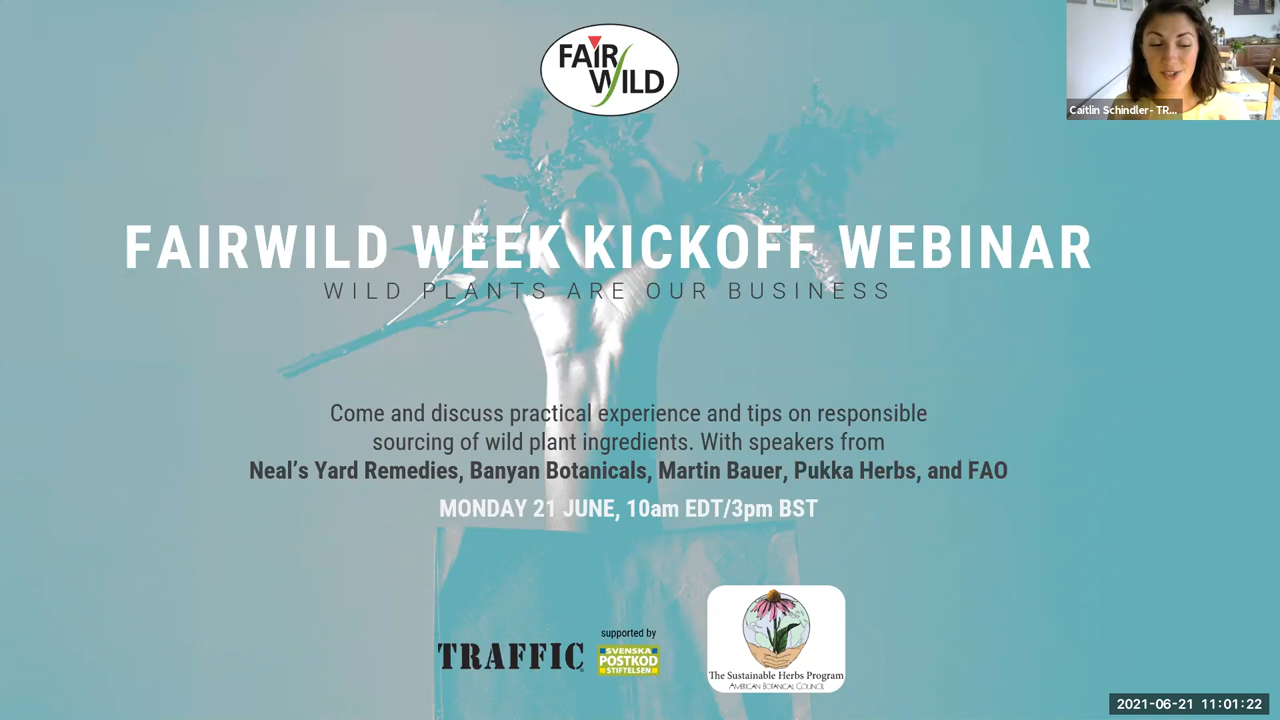 FAIR
WILD
Caitlin Schindler- TR...
FAIRWILD WEEK KICKOFF WEBINAR
WILD PLANTS ARE OUR BUSINESS
Come and discuss practical experience and tips on responsible
sourcing of wild plant ingredients. With speakers from
Neal's Yard Remedies, Banyan Botanicals, Martin Bauer, Pukka Herbs, and FAO
MONDAY 21 JUNE, 10am EDT/3pm BST
TRAFFIC
supported by
SVENSKA
POSTKOD
STIFTELSEN
The Sustainable Herbs Program
AMERICAN BOTANICAL COUNCIL
2021-06-21 11:01:22